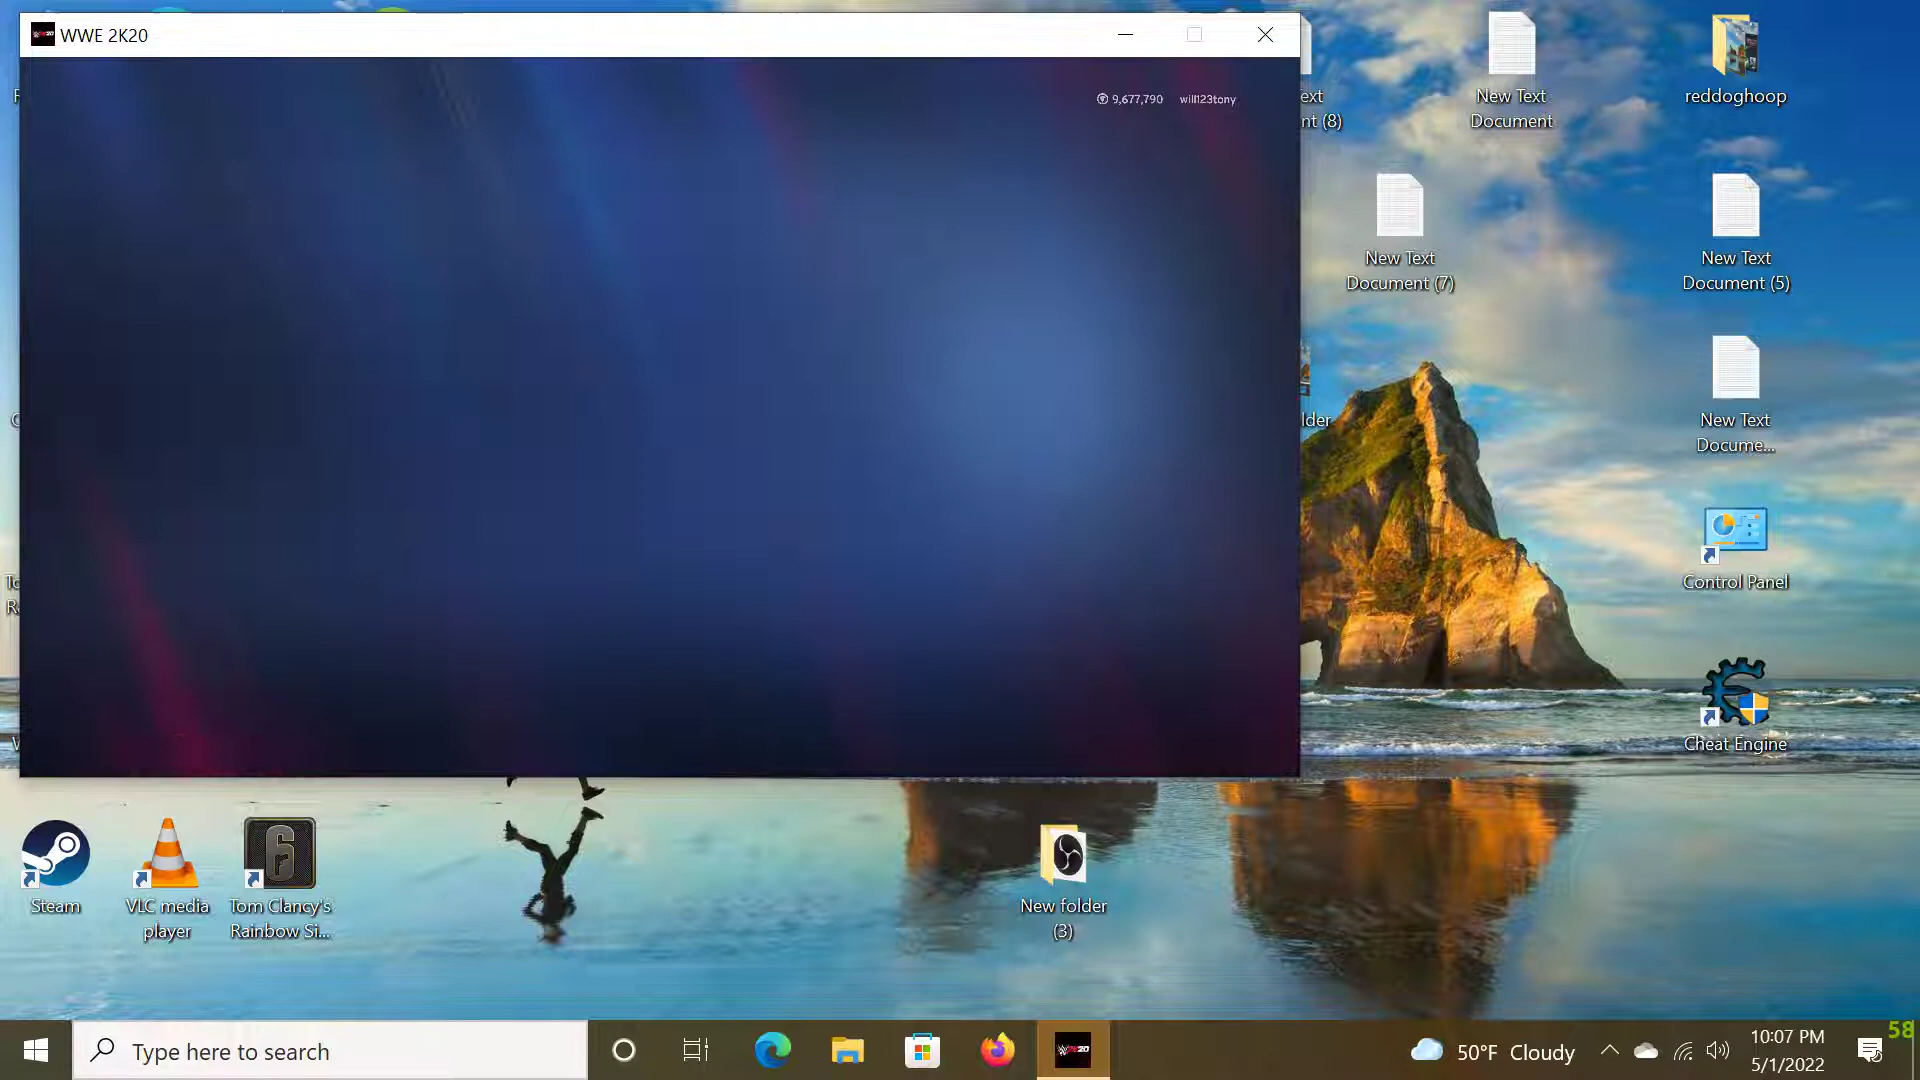 WWE 2K20
9,677,790 will123tony
ext
nt (8)
New Text
Document
reddoghoop
New Text
Document (7)
New Text
Document (5)
lder
New Text
Docume...
Control Panel
Cheat Engine
Steam
VLC media
player
Tom Clancy's
Rainbow Si...
New folder
(3)
Type here to search
50°F Cloudy
10:07 PM
5/1/2022
58